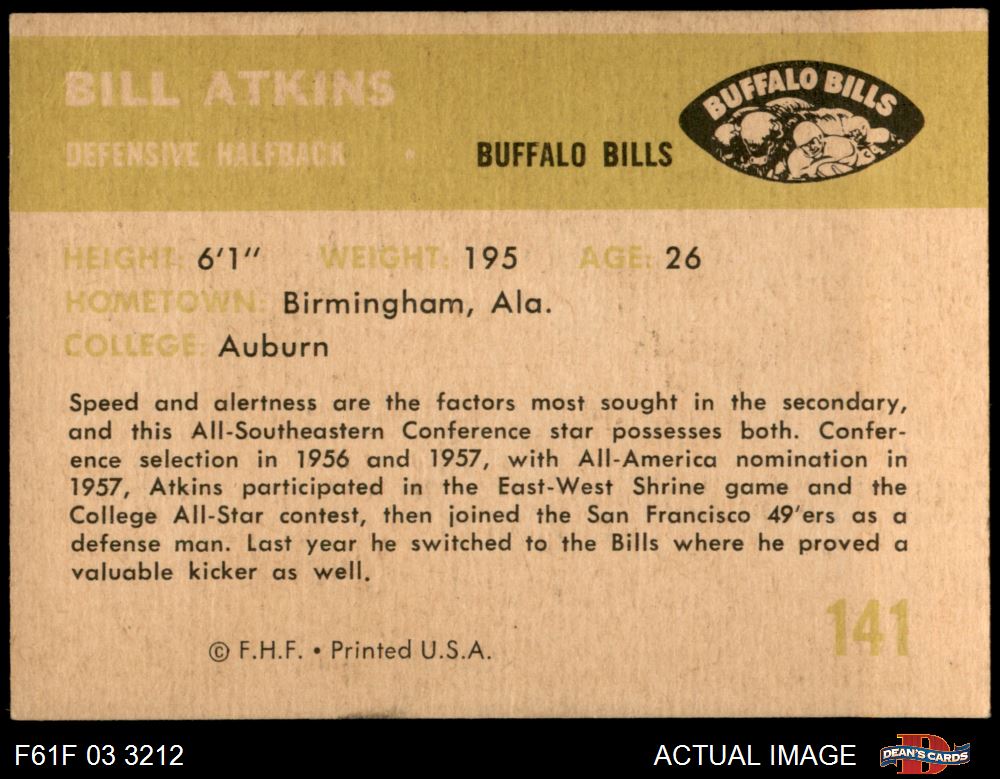 BILL ATKINS
DEFENSIVE HALFBACK • BUFFALO BILLS
BUFFALO BILLS
HEIGHT: 6'1" WEIGHT: 195 AGE: 26
HOMETOWN: Birmingham, Ala.
COLLEGE: Auburn
Speed and alertness are the factors most sought in the secondary,
and this All-Southeastern Conference star possesses both. Confer-
ence selection in 1956 and 1957, with All-America nomination in
1957, Atkins participated in the East-West Shrine game and the
College All-Star contest, then joined the San Francisco 49'ers as a
defense man. Last year he switched to the Bills where he proved a
valuable kicker as well.
141
© F.H.F. • Printed U.S.A.
F61F 03 3212
ACTUAL IMAGE
DEAN'S CARDS